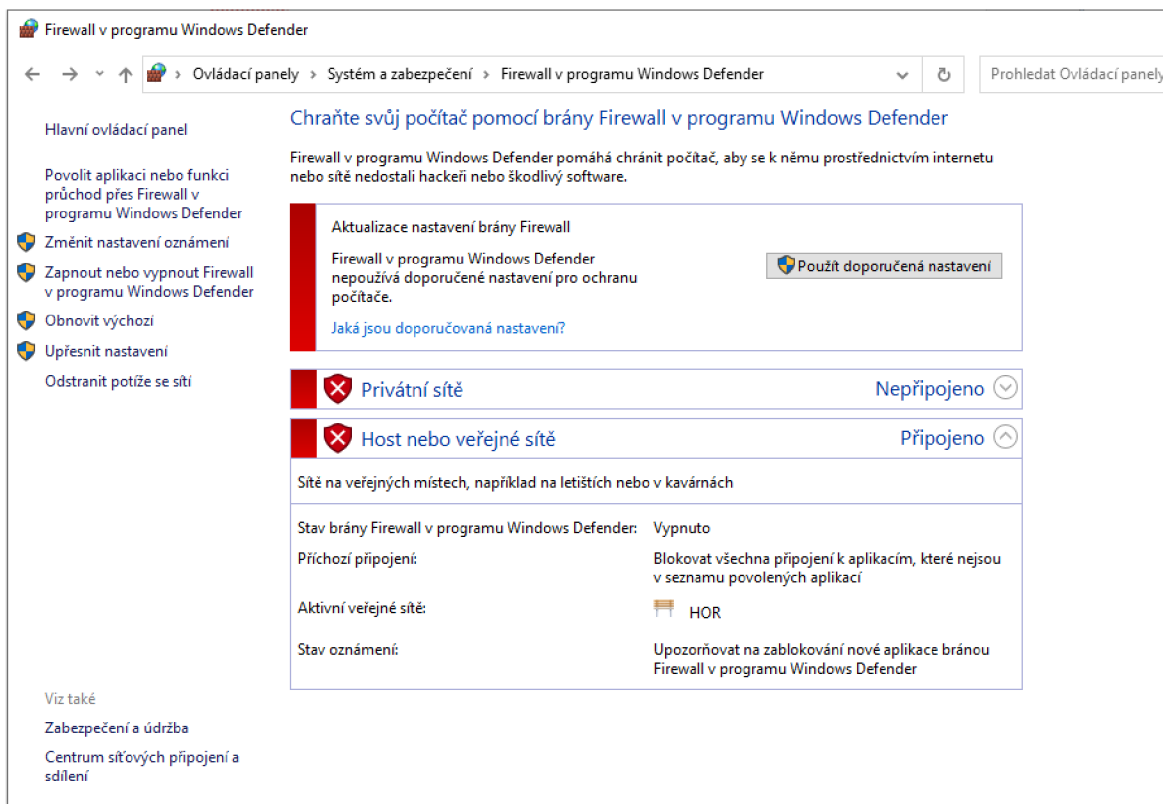 Firewall v programu Windows Defender
Ovládací panely › Systém a zabezpečení › Firewall v programu Windows Defender
Prohledat Ovládací panely
Hlavní ovládací panel
Povolit aplikaci nebo funkci
průchod přes Firewall v
programu Windows Defender
Změnit nastavení oznámení
Zapnout nebo vypnout Firewall
v programu Windows Defender
Obnovit výchozí
Upřesnit nastavení
Odstranit potíže se sítí
Chraňte svůj počítač pomocí brány Firewall v programu Windows Defender
Firewall v programu Windows Defender pomáhá chránit počítač, aby se k němu prostřednictvím internetu
nebo sítě nedostali hackeři nebo škodlivý software.
Aktualizace nastavení brány Firewall
Firewall v programu Windows Defender
nepoužívá doporučené nastavení pro ochranu
počítače.
Použít doporučená nastavení
Jaká jsou doporučovaná nastavení?
Privátní sítě Nepřipojeno
Host nebo veřejné sítě Připojeno
Sítě na veřejných místech, například na letištích nebo v kavárnách
Stav brány Firewall v programu Windows Defender: Vypnuto
Příchozí připojení: Blokovat všechna připojení k aplikacím, které nejsou
v seznamu povolených aplikací
Aktivní veřejné sítě: HOR
Stav oznámení: Upozorňovat na zablokování nové aplikace bránou
Firewall v programu Windows Defender
Viz také
Zabezpečení a údržba
Centrum síťových připojení a
sdílení